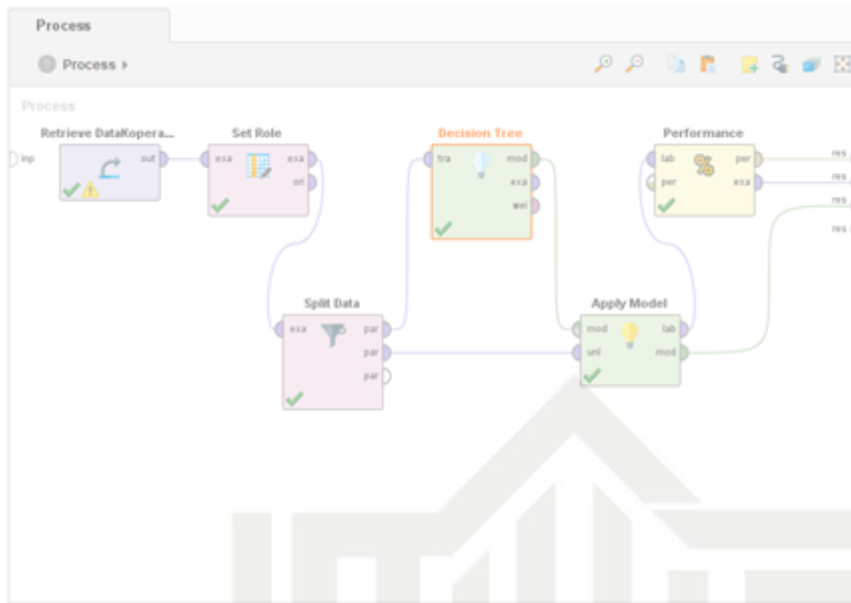 Process
Process
Process
Retrieve DataKopera...
Set Role
Decision Tree
Performance
inp
out
exa
exa
ori
tra
mod
exa
wei
lab
per
per
exa
res
res
res
res
Split Data
Apply Model
exa
par
par
par
mod
lab
unl
mod